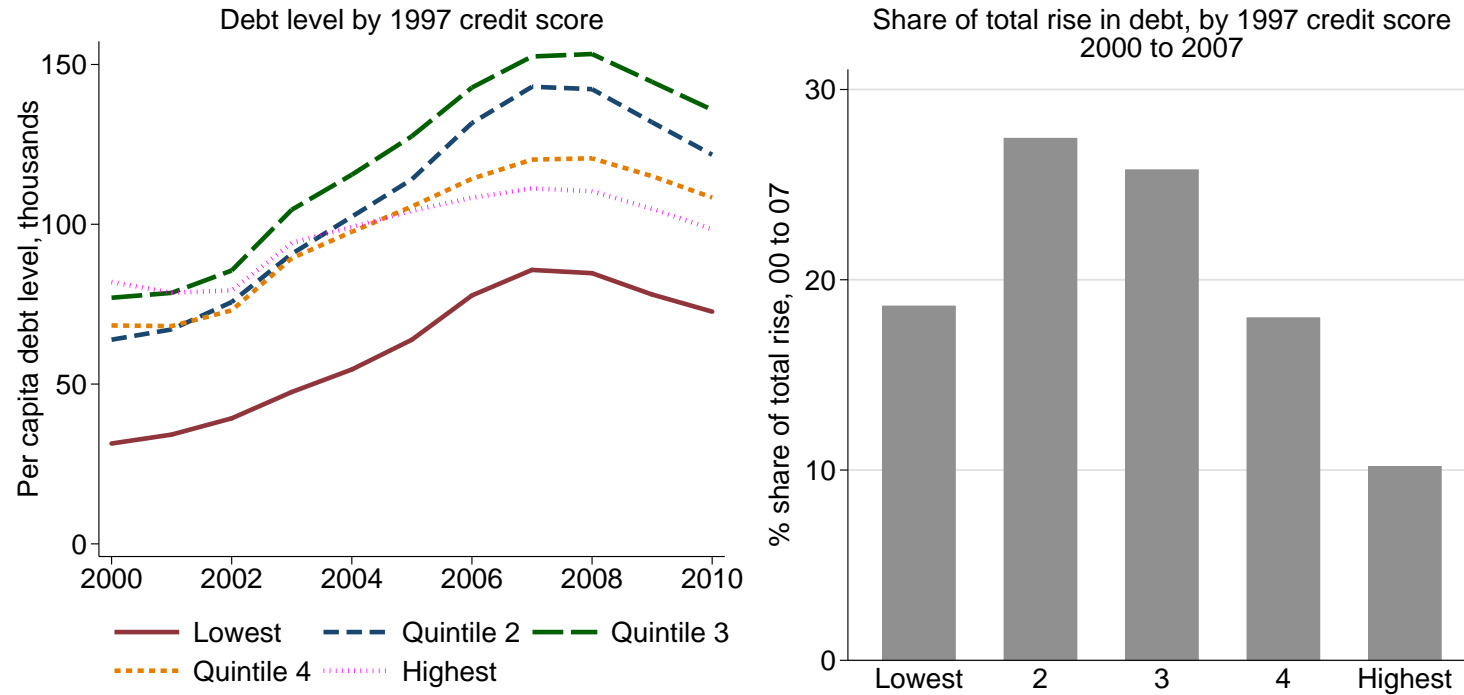 Debt level by 1997 credit score
Per capita debt level, thousands
150
100
50
0
2000 2002 2004 2006 2008 2010
Lowest Quintile 2 Quintile 3
Quintile 4 Highest
Share of total rise in debt, by 1997 credit score
2000 to 2007
% share of total rise, 00 to 07
30
20
10
0
Lowest 2 3 4 Highest